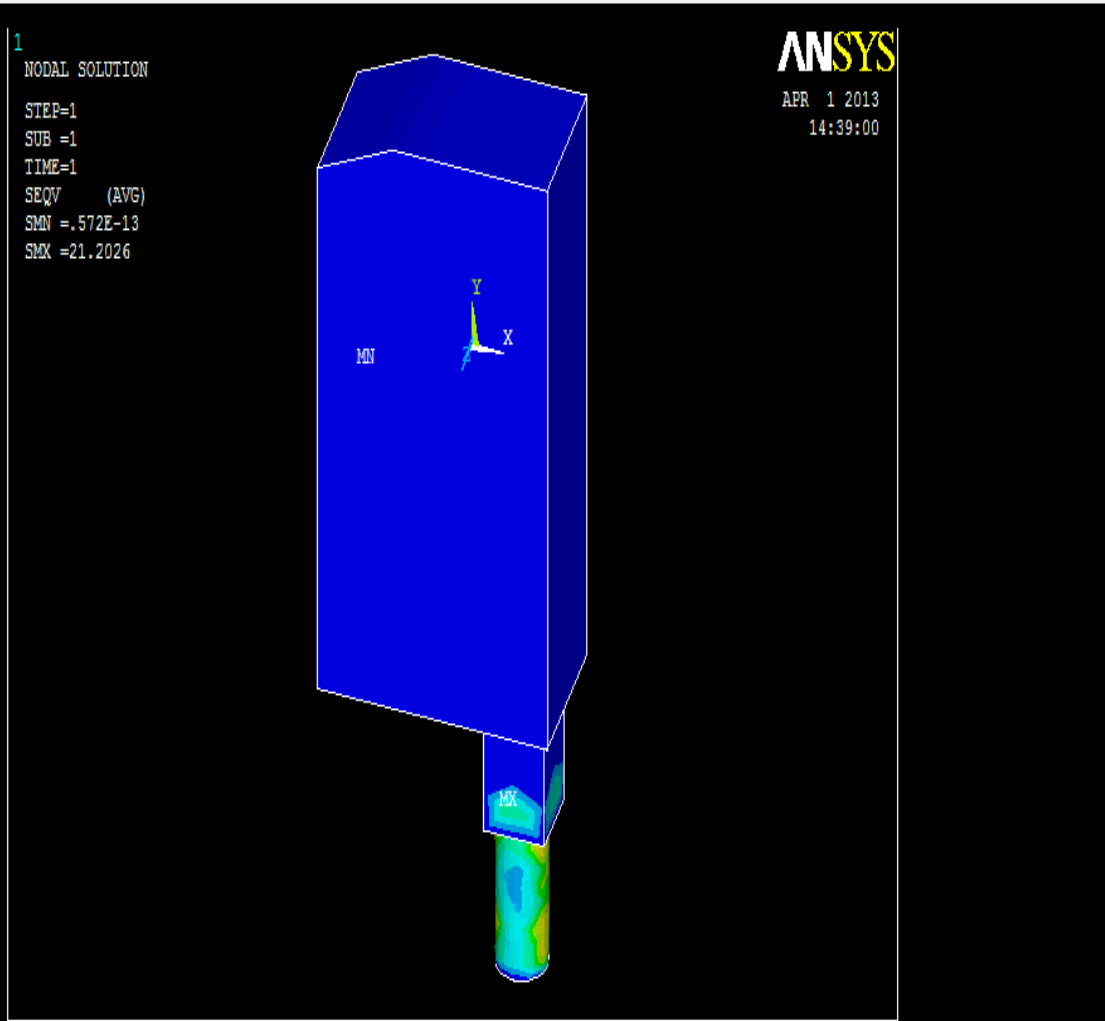 1
NODAL SOLUTION
STEP=1
SUB =1
TIME=1
SEQV (AVG)
SMN =.572E-13
SMX =21.2026
ANSYS
APR 1 2013
14:39:00
Y
X
Z
MN
MX